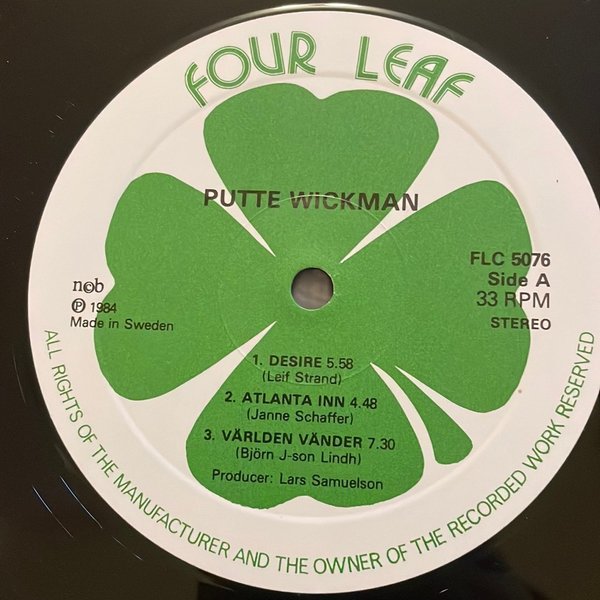 FOUR LEAF
PUTTE WICKMAN
FLC 5076
Side A
33 RPM
STEREO
ncb
℗ 1984
Made in Sweden
1. DESIRE 5.58
(Leif Strand)
2. ATLANTA INN 4.48
(Janne Schaffer)
3. VÄRLDEN VÄNDER 7.30
(Björn J-son Lindh)
Producer: Lars Samuelson
ALL RIGHTS OF THE MANUFACTURER AND THE OWNER OF THE RECORDED WORK RESERVED